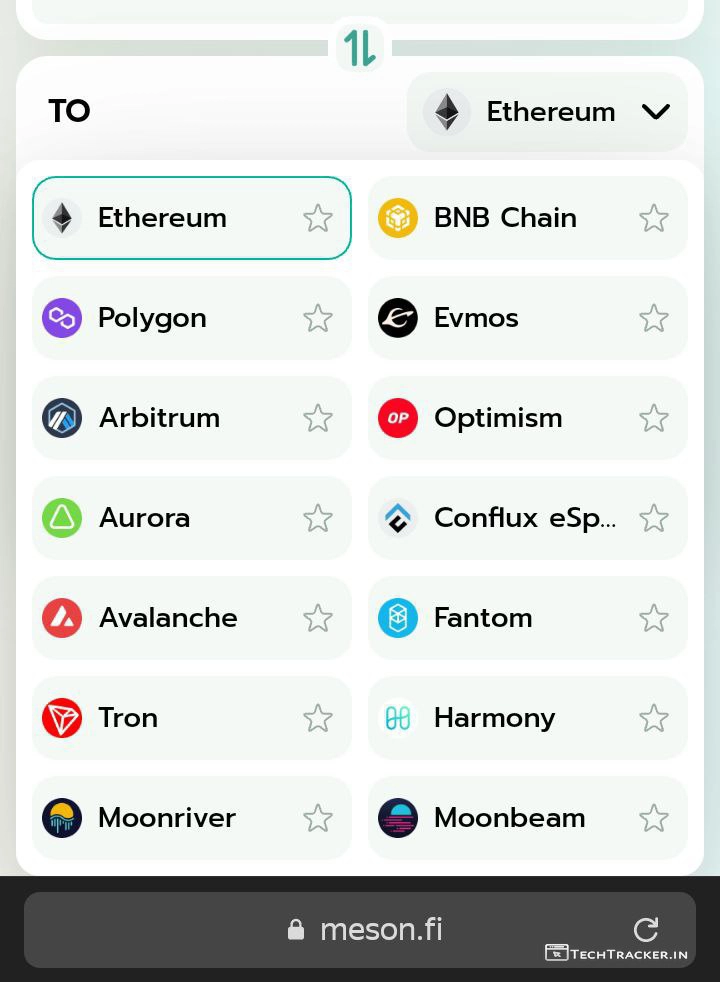 TO
Ethereum
Ethereum
BNB Chain
Polygon
Evmos
Arbitrum
OP
Optimism
Aurora
Conflux eSp...
Avalanche
Fantom
Tron
Harmony
Moonriver
Moonbeam
meson.fi
TECHTRACKER.IN